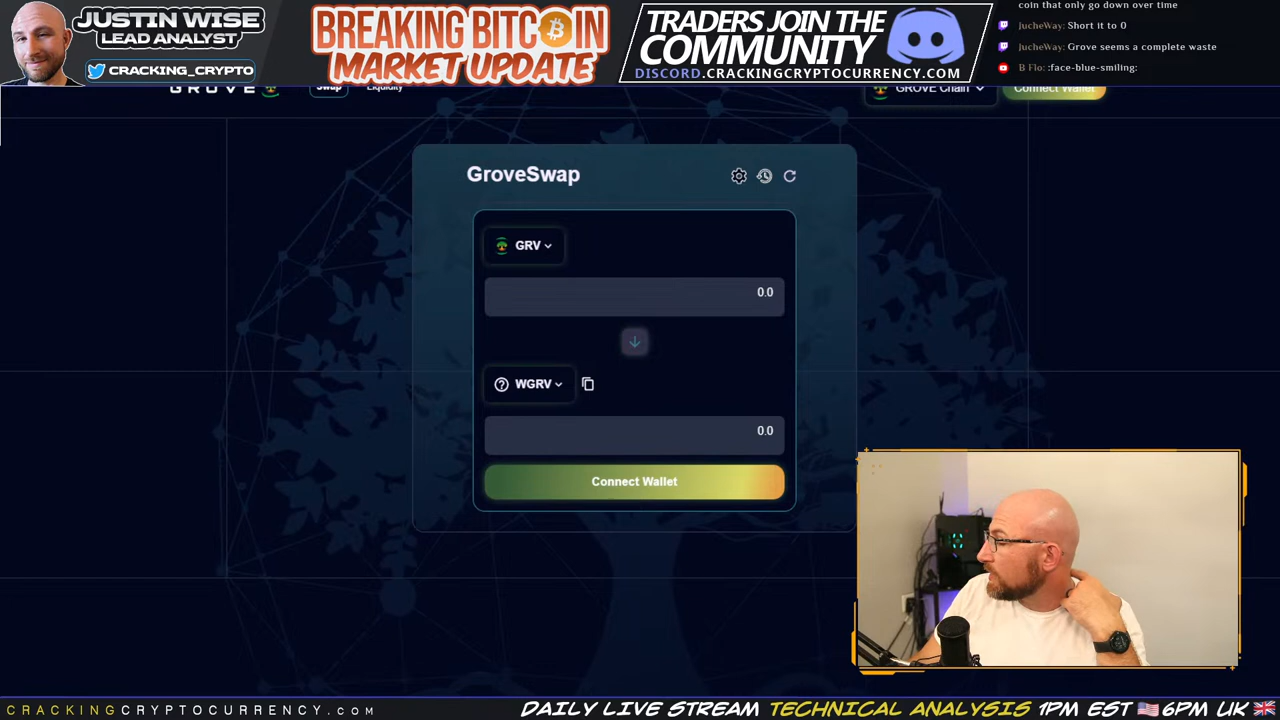 JUSTIN WISE
LEAD ANALYST
CRACKING_CRYPTO
BREAKING BITCOIN
MARKET UPDATE
TRADERS JOIN THE
COMMUNITY
DISCORD.CRACKINGCRYPTOCURRENCY.COM
coin that only go down over time
JucheWay: Short it to 0
JucheWay: Grove seems a complete waste
B Flo: :face-blue-smiling:
GROVE
Swap
Liquidity
GROVE Chain
Connect Wallet
GroveSwap
GRV
0.0
WGRV
0.0
Connect Wallet
CRACKINGCRYPTOCURRENCY.com
DAILY LIVE STREAM TECHNICAL ANALYSIS 1PM EST 6PM UK